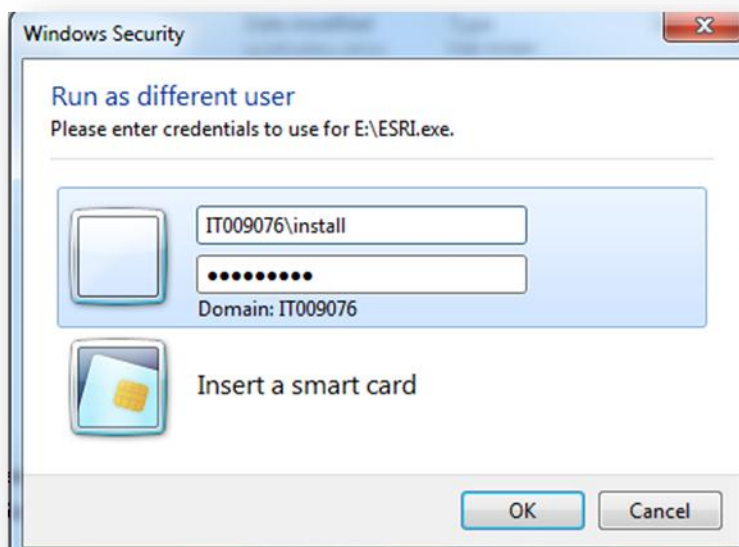 Windows Security
Run as different user
Please enter credentials to use for E:\ESRI.exe.
IT009076\install
●●●●●●●●●
Domain: IT009076
Insert a smart card
OK
Cancel